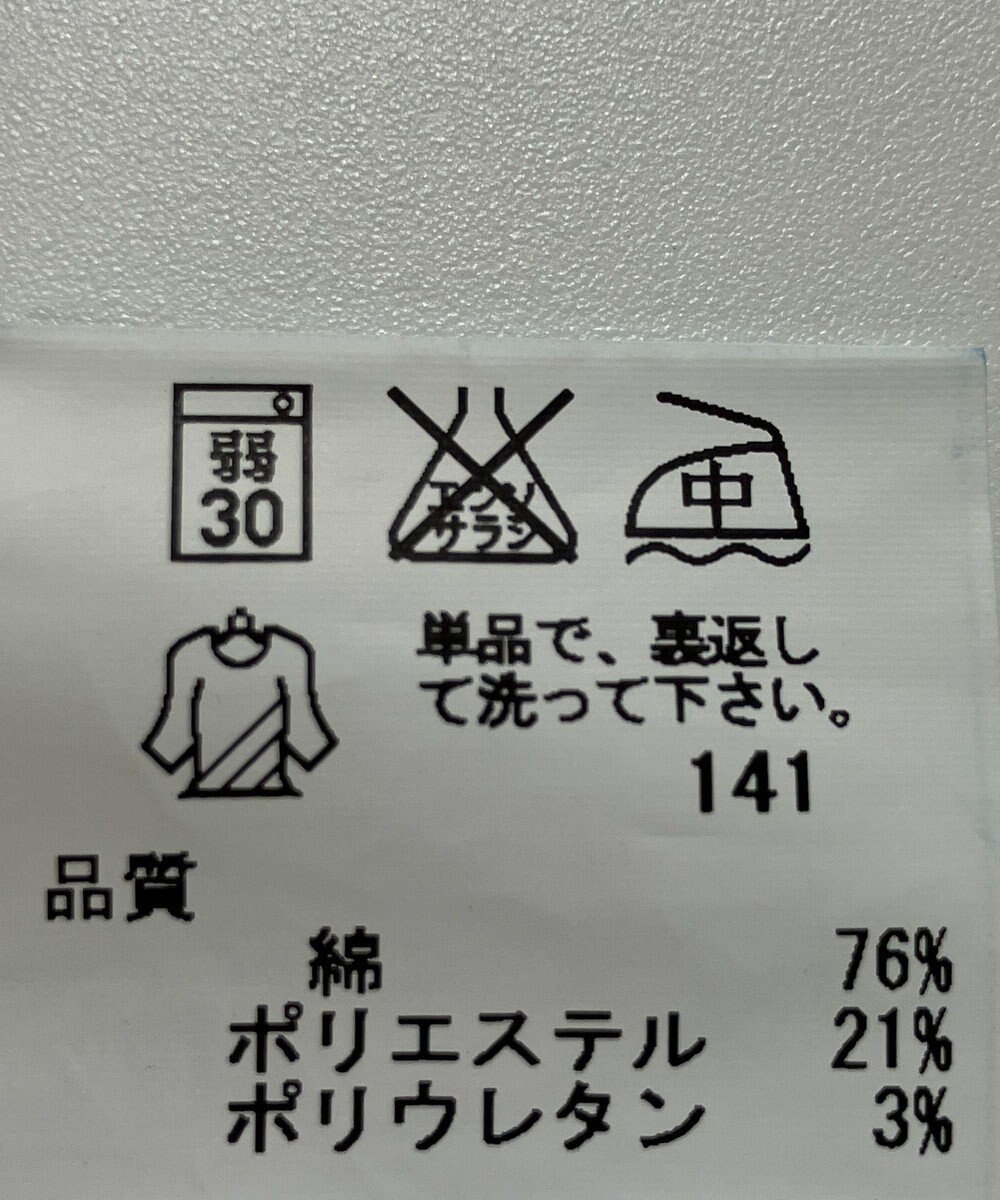 弱
30
エンソ
サラシ
中
単品で、裏返し
て洗って下さい。
141
品質
綿 76%
ポリエステル 21%
ポリウレタン 3%